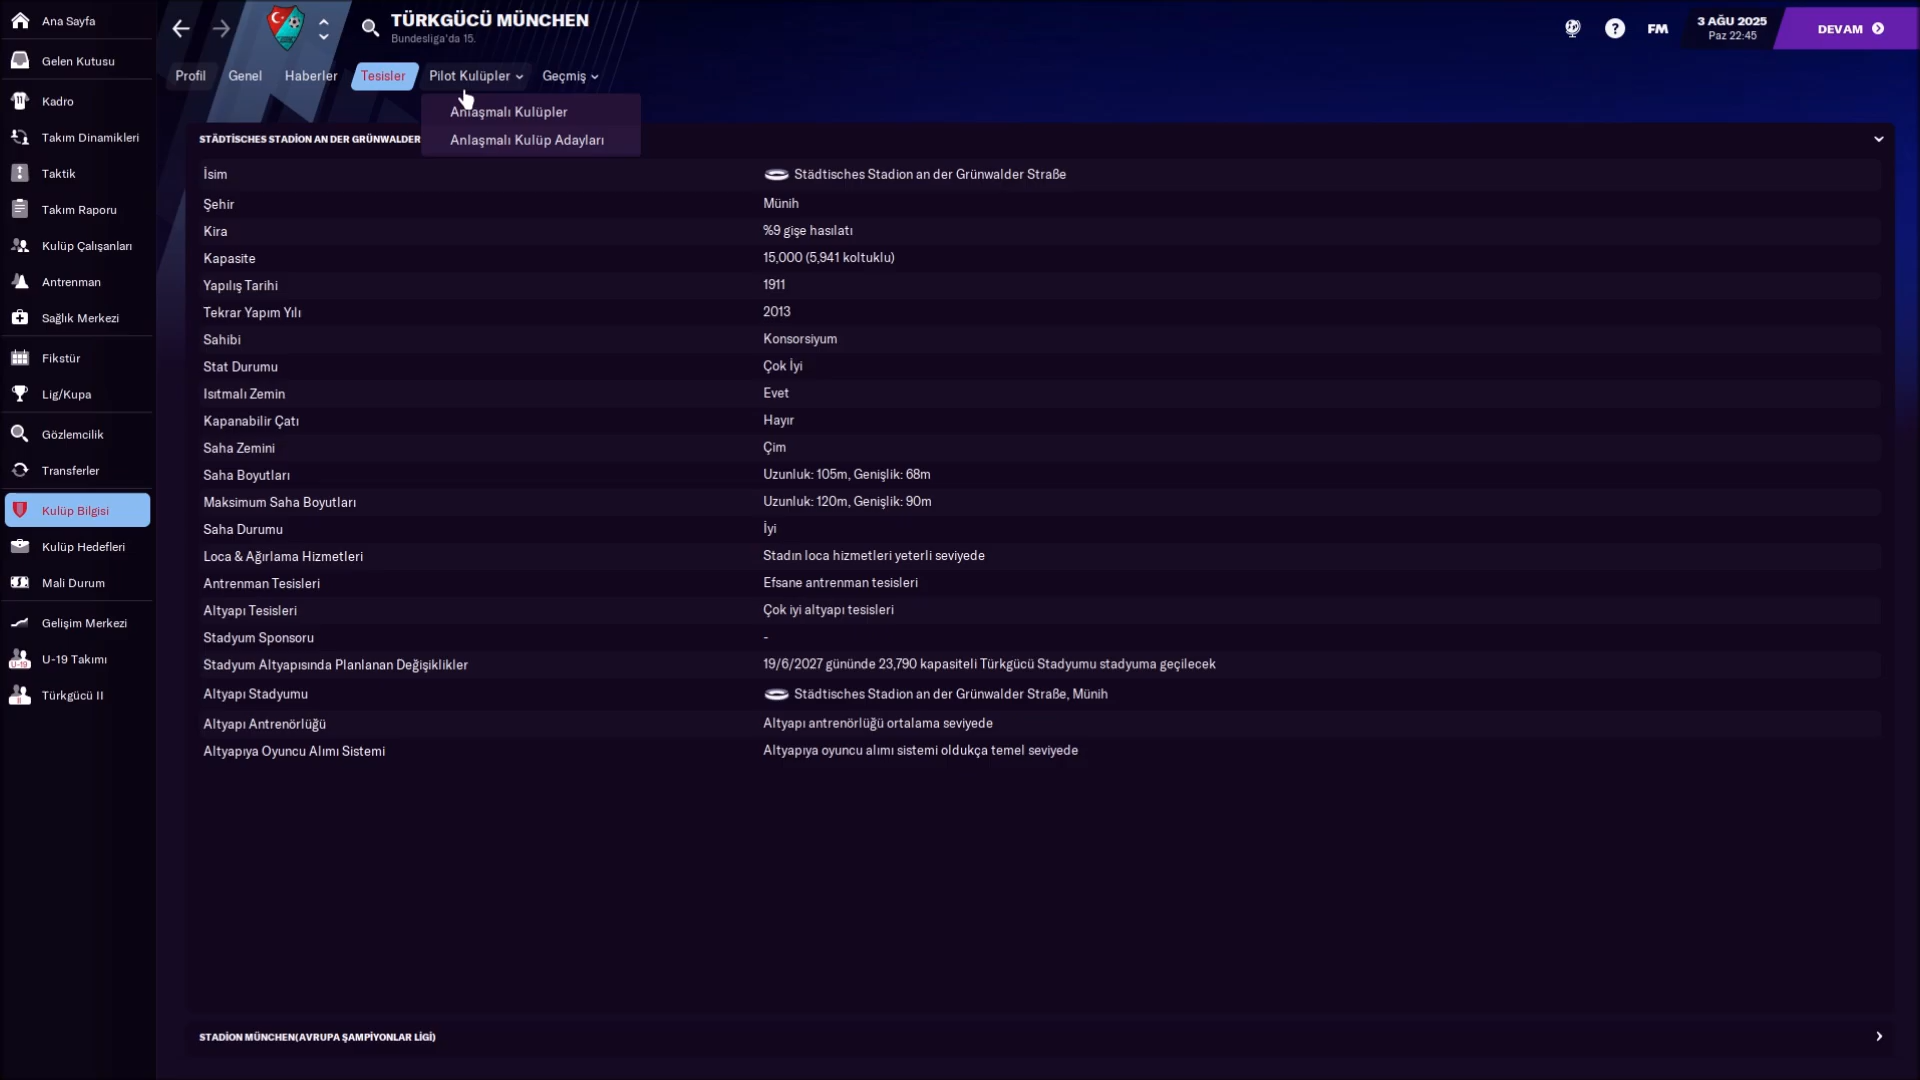 Ana Sayfa
Gelen Kutusu
Kadro
Takım Dinamikleri
Taktik
Takım Raporu
Kulüp Çalışanları
Antrenman
Sağlık Merkezi
Fikstür
Lig/Kupa
Gözlemcilik
Transferler
Kulüp Bilgisi
Kulüp Hedefleri
Mali Durum
Gelişim Merkezi
U-19 Takımı
Türkgücü II
TÜRKGÜCÜ MÜNCHEN
Bundesliga'da 15.
FM
3 AĞU 2025
Paz 22:45
DEVAM
Profil Genel Haberler Tesisler Pilot Kulüpler Geçmiş
Anlaşmalı Kulüpler
Anlaşmalı Kulüp Adayları
STÄDTİSCHES STADİON AN DER GRÜNWALDER
İsim Städtisches Stadion an der Grünwalder Straße
Şehir Münih
Kira %9 gişe hasılatı
Kapasite 15,000 (5,941 koltuklu)
Yapılış Tarihi 1911
Tekrar Yapım Yılı 2013
Sahibi Konsorsiyum
Stat Durumu Çok İyi
Isıtmalı Zemin Evet
Kapanabilir Çatı Hayır
Saha Zemini Çim
Saha Boyutları Uzunluk: 105m, Genişlik: 68m
Maksimum Saha Boyutları Uzunluk: 120m, Genişlik: 90m
Saha Durumu İyi
Loca & Ağırlama Hizmetleri Stadın loca hizmetleri yeterli seviyede
Antrenman Tesisleri Efsane antrenman tesisleri
Altyapı Tesisleri Çok iyi altyapı tesisleri
Stadyum Sponsoru -
Stadyum Altyapısında Planlanan Değişiklikler 19/6/2027 gününde 23,790 kapasiteli Türkgücü Stadyumu stadyuma geçilecek
Altyapı Stadyumu Städtisches Stadion an der Grünwalder Straße, Münih
Altyapı Antrenörlüğü Altyapı antrenörlüğü ortalama seviyede
Altyapıya Oyuncu Alımı Sistemi Altyapıya oyuncu alımı sistemi oldukça temel seviyede
STADİON MÜNCHEN(AVRUPA ŞAMPİYONLAR LİGİ)